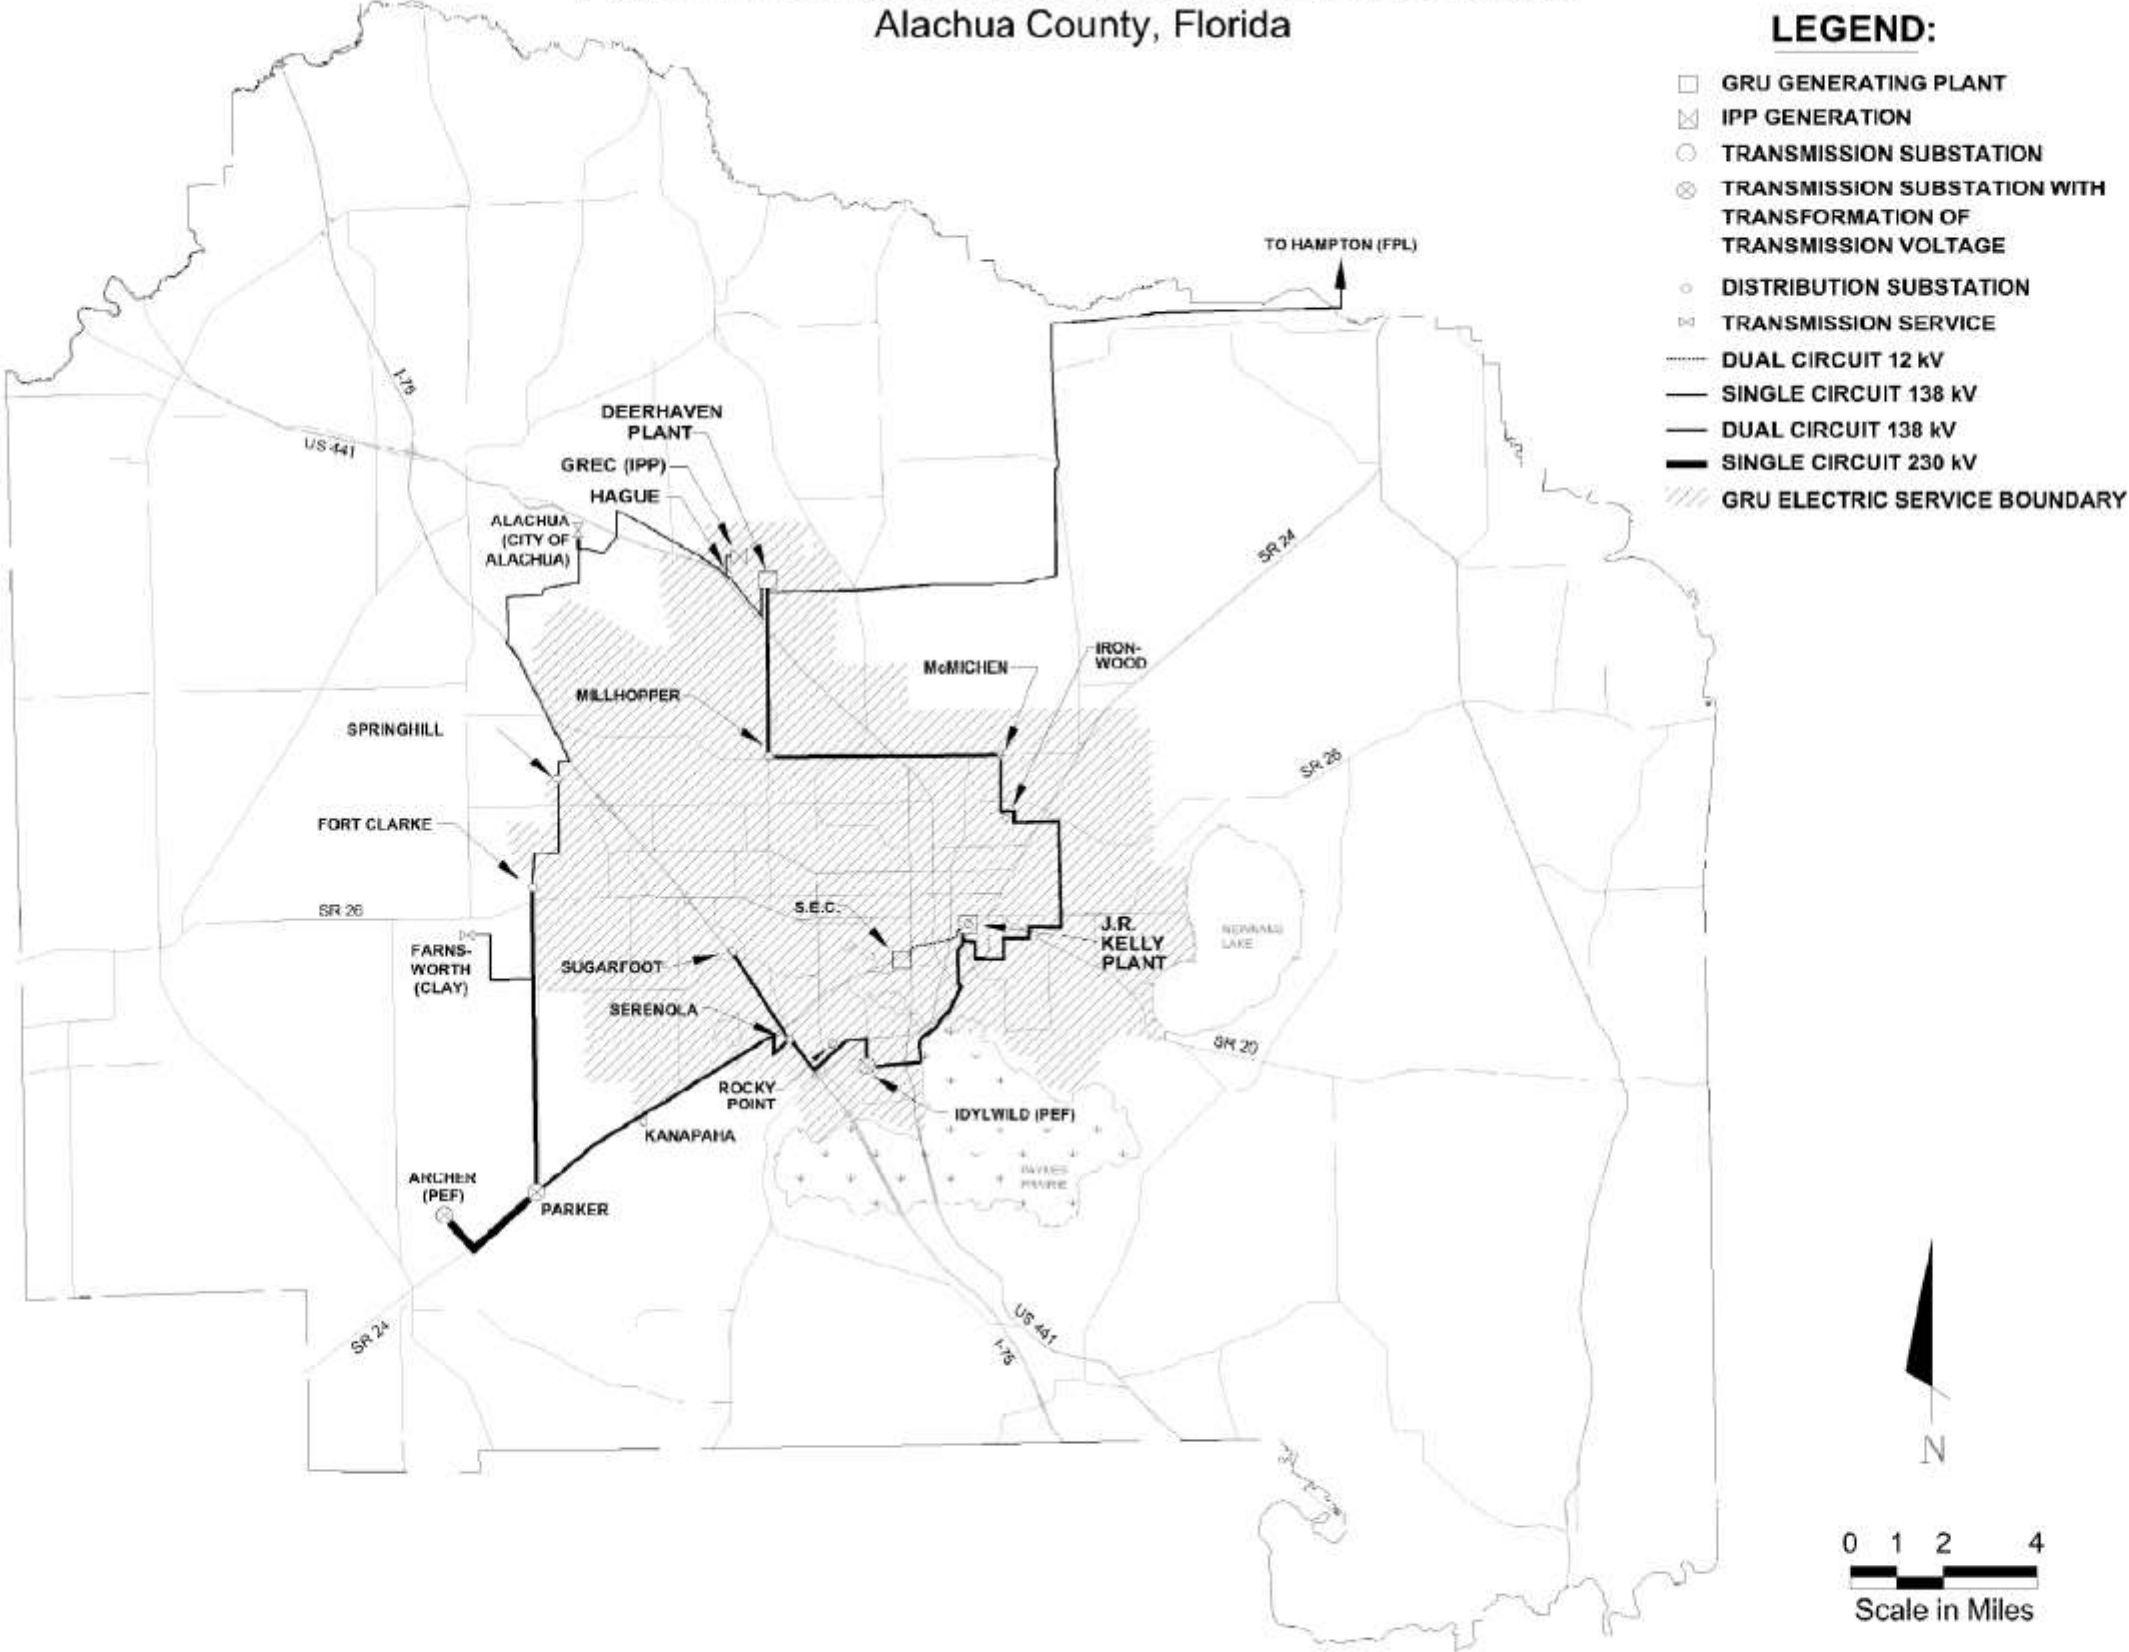 Alachua County, Florida
LEGEND:
GRU GENERATING PLANT
IPP GENERATION
TRANSMISSION SUBSTATION
TRANSMISSION SUBSTATION WITH
TRANSFORMATION OF
TRANSMISSION VOLTAGE
DISTRIBUTION SUBSTATION
TRANSMISSION SERVICE
DUAL CIRCUIT 12 kV
SINGLE CIRCUIT 138 kV
DUAL CIRCUIT 138 kV
SINGLE CIRCUIT 230 kV
GRU ELECTRIC SERVICE BOUNDARY
TO HAMPTON (FPL)
I-75
US 441
DEERHAVEN
PLANT
GREC (IPP)
HAGUE
ALACHUA
(CITY OF
ALACHUA)
SR 24
IRON-
WOOD
McMICHEN
MILLHOPPER
SPRINGHILL
SR 26
FORT CLARKE
SR 26
S.E.C.
J.R.
KELLY
PLANT
NEWNANS
LAKE
FARNS-
WORTH
(CLAY)
SUGARFOOT
SERENOLA
SR 20
ROCKY
POINT
IDYLWILD (PEF)
KANAPAHA
PAYNES
PRAIRIE
ARCHER
(PEF)
PARKER
SR 24
US 441
I-75
N
0 1 2 4
Scale in Miles